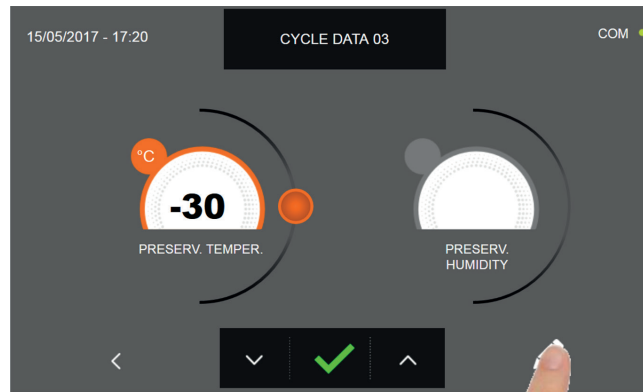 15/05/2017 - 17:20
CYCLE DATA 03
COM
°C
-30
PRESERV. TEMPER.
PRESERV.
HUMIDITY